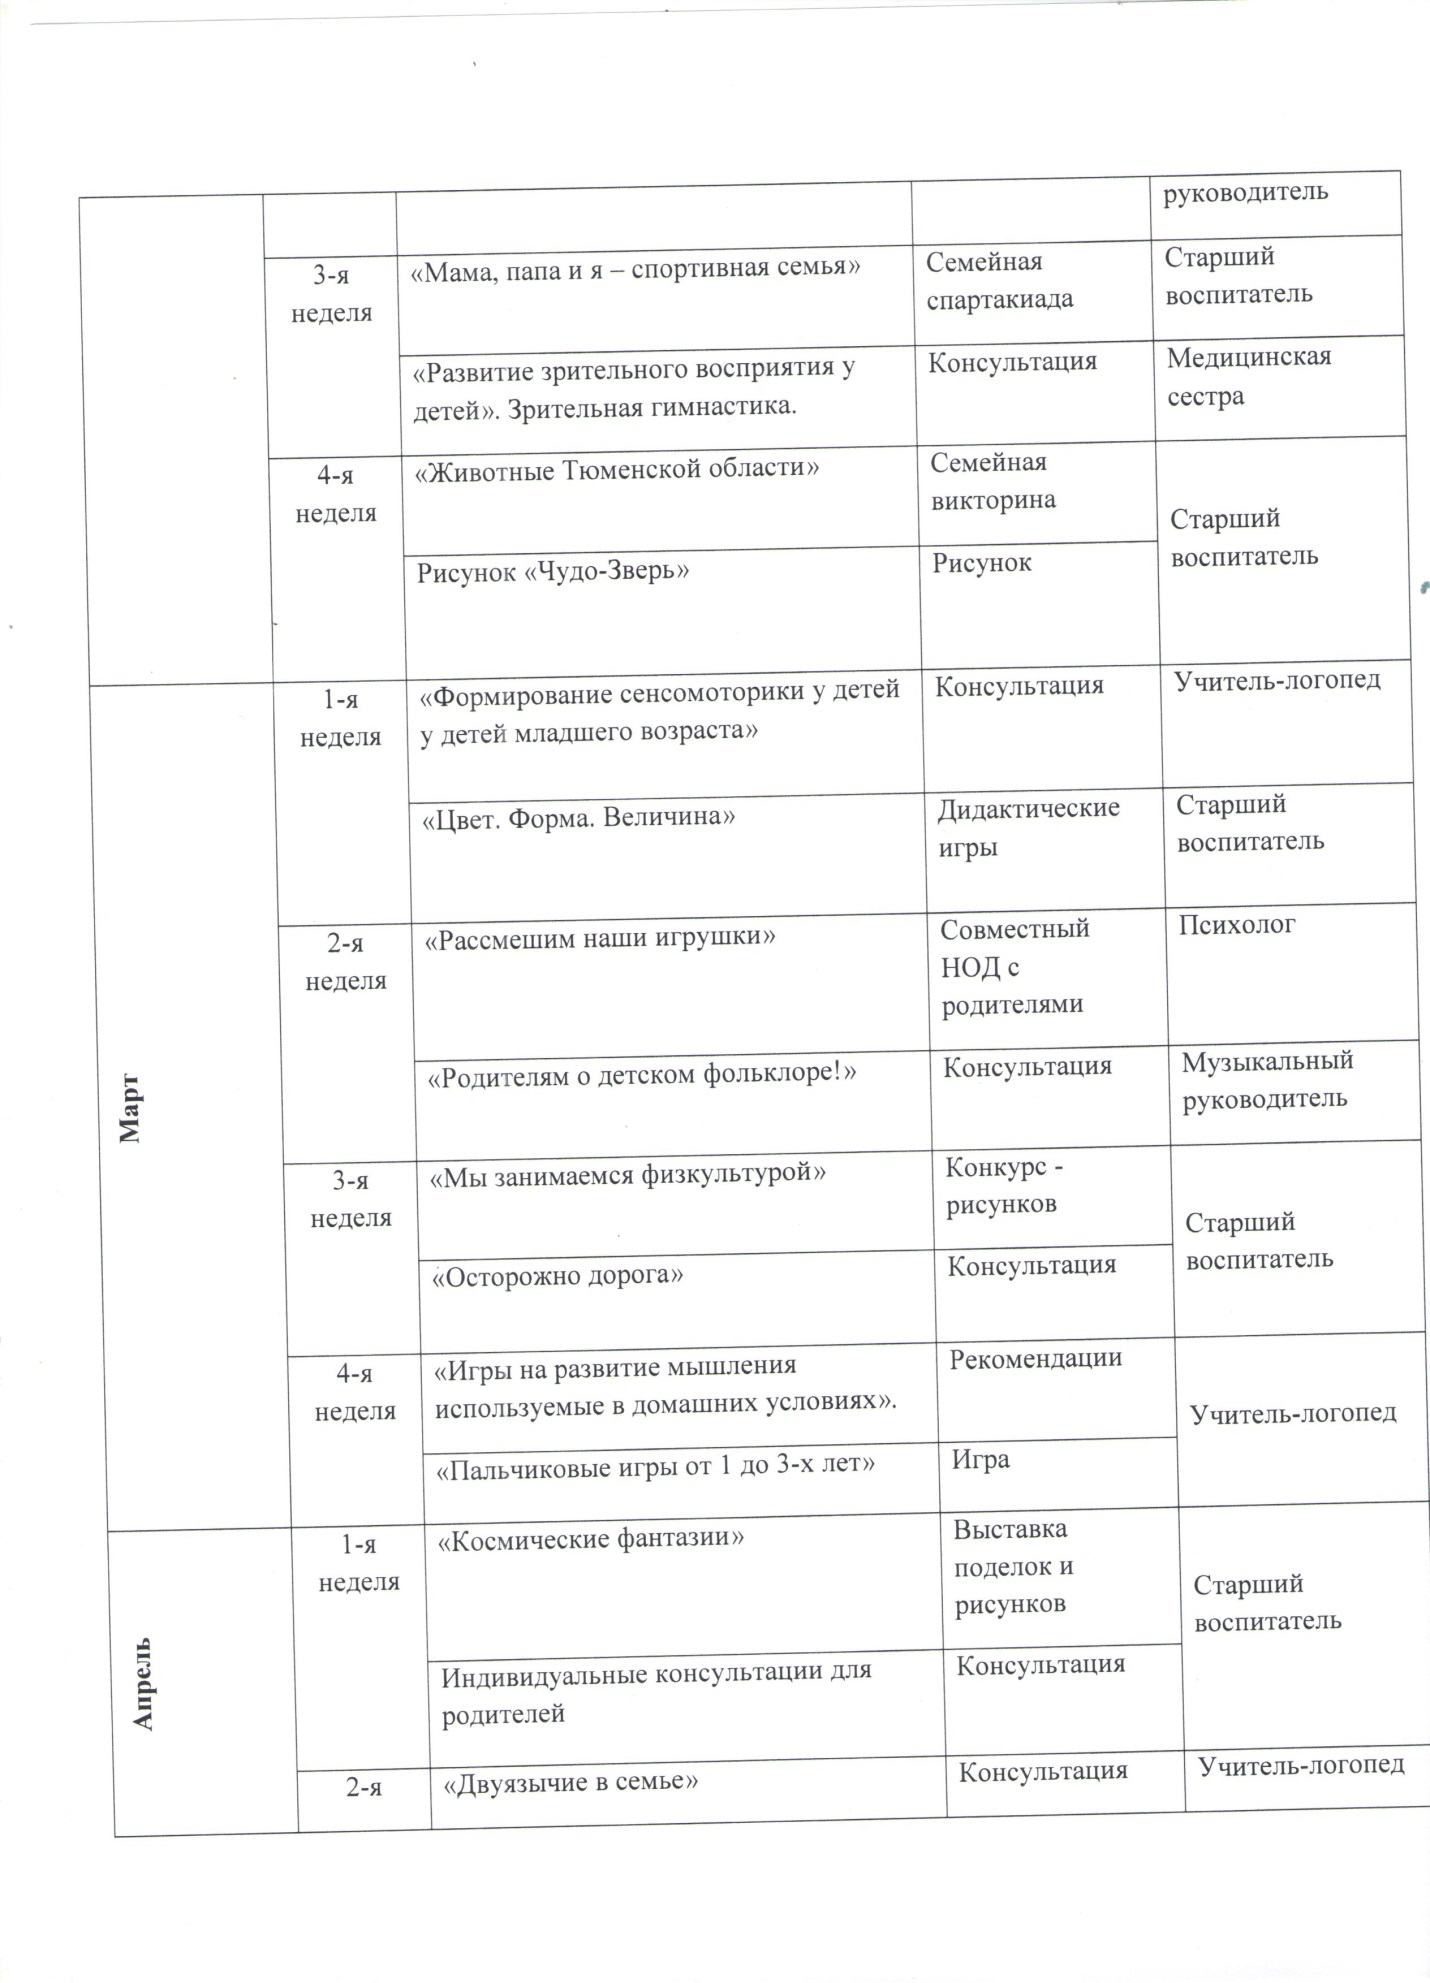 руководитель
3-я
неделя
«Мама, папа и я – спортивная семья»
Семейная
спартакиада
Старший
воспитатель
«Развитие зрительного восприятия у
детей». Зрительная гимнастика.
Консультация
Медицинская
сестра
4-я
неделя
«Животные Тюменской области»
Семейная
викторина
Старший
воспитатель
Рисунок «Чудо-Зверь»
Рисунок
Март
1-я
неделя
«Формирование сенсомоторики у детей
у детей младшего возраста»
Консультация
Учитель-логопед
«Цвет. Форма. Величина»
Дидактические
игры
Старший
воспитатель
2-я
неделя
«Рассмешим наши игрушки»
Совместный
НОД с
родителями
Психолог
«Родителям о детском фольклоре!»
Консультация
Музыкальный
руководитель
3-я
неделя
«Мы занимаемся физкультурой»
Конкурс -
рисунков
Старший
воспитатель
«Осторожно дорога»
Консультация
4-я
неделя
«Игры на развитие мышления
используемые в домашних условиях».
Рекомендации
Учитель-логопед
«Пальчиковые игры от 1 до 3-х лет»
Игра
Апрель
1-я
неделя
«Космические фантазии»
Выставка
поделок и
рисунков
Старший
воспитатель
Индивидуальные консультации для
родителей
Консультация
2-я
«Двуязычие в семье»
Консультация
Учитель-логопед